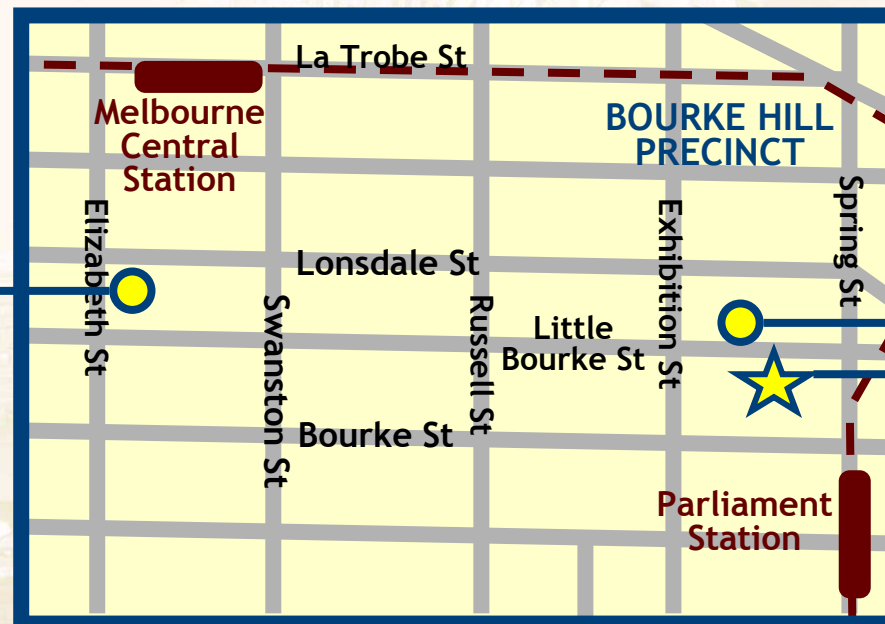 La Trobe St
Melbourne
Central
Station
BOURKE HILL
PRECINCT
Elizabeth St
Swanston St
Lonsdale St
Russell St
Little
Bourke St
Exhibition St
Spring St
Bourke St
Parliament
Station